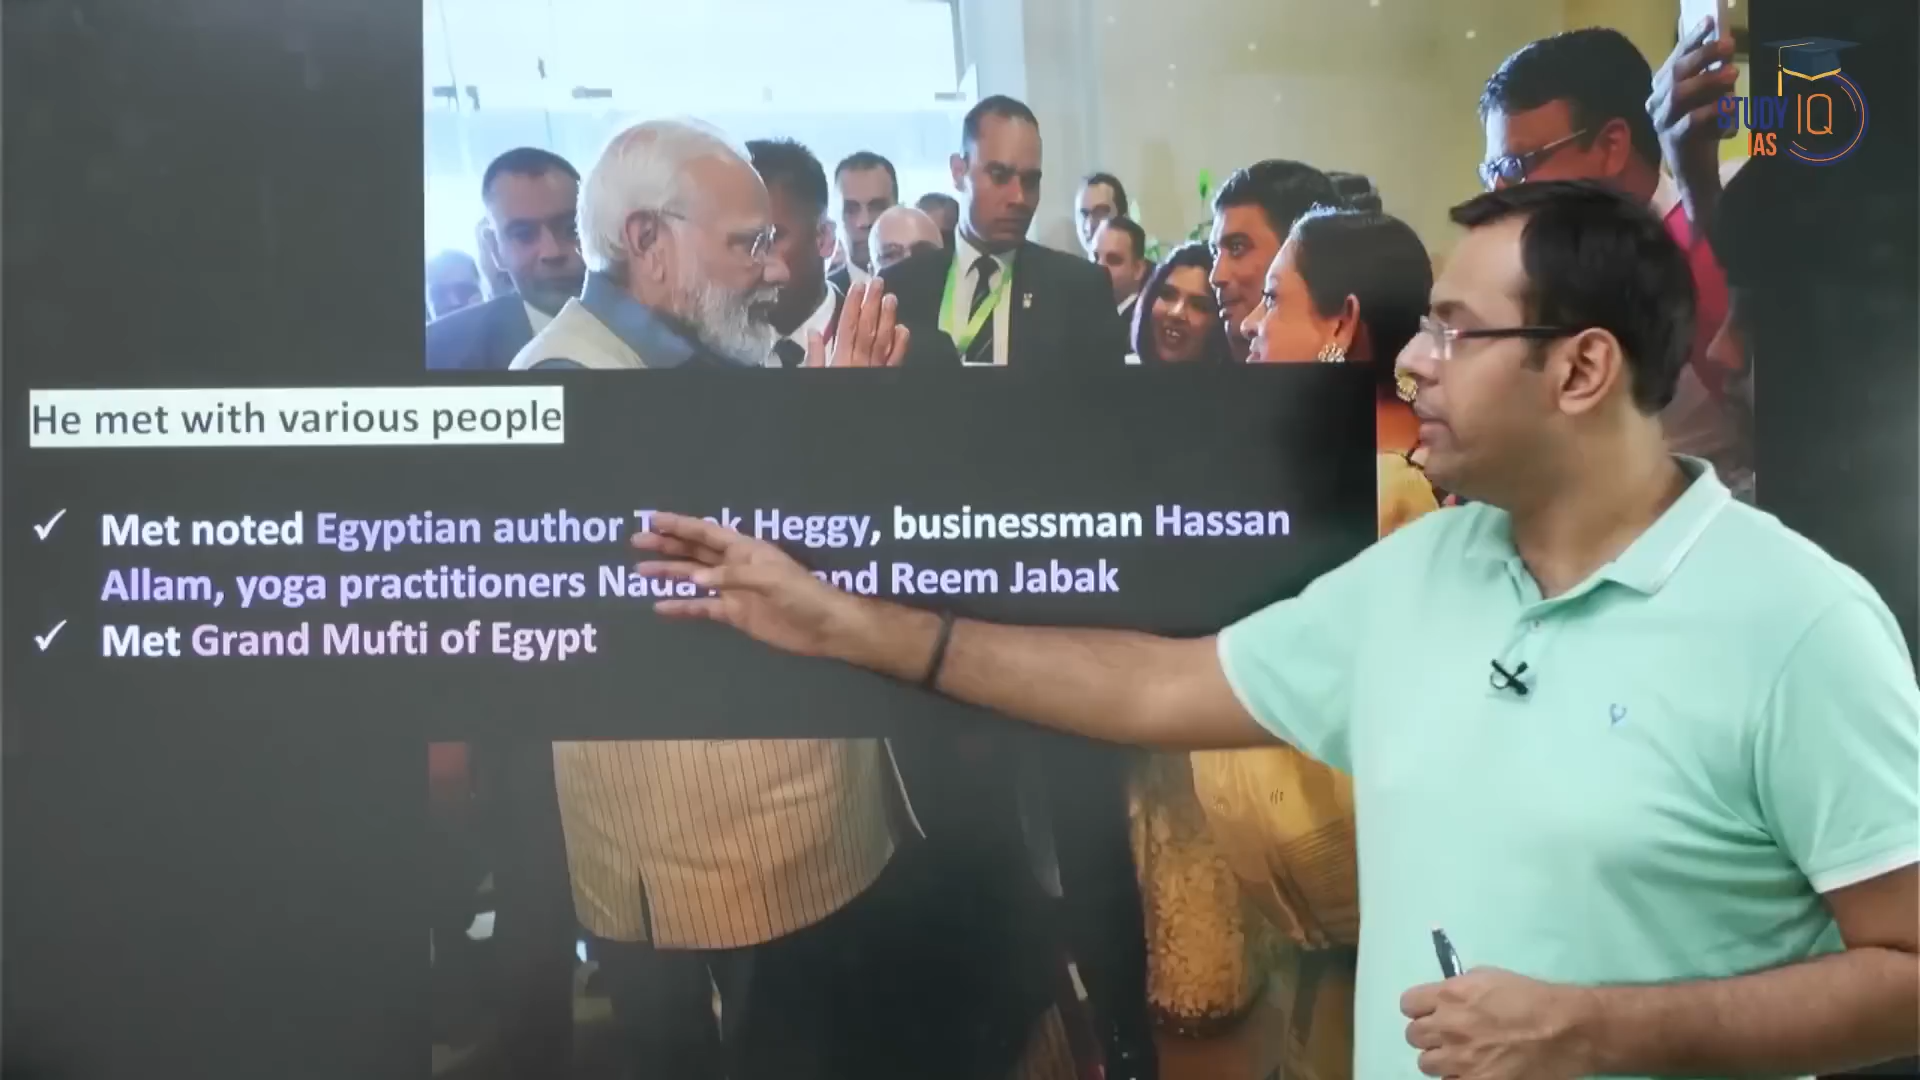 STUDY IQ
IAS
He met with various people
✓ Met noted Egyptian author Heggy, businessman Hassan
Allam, yoga practitioners Nada and Reem Jabak
✓ Met Grand Mufti of Egypt